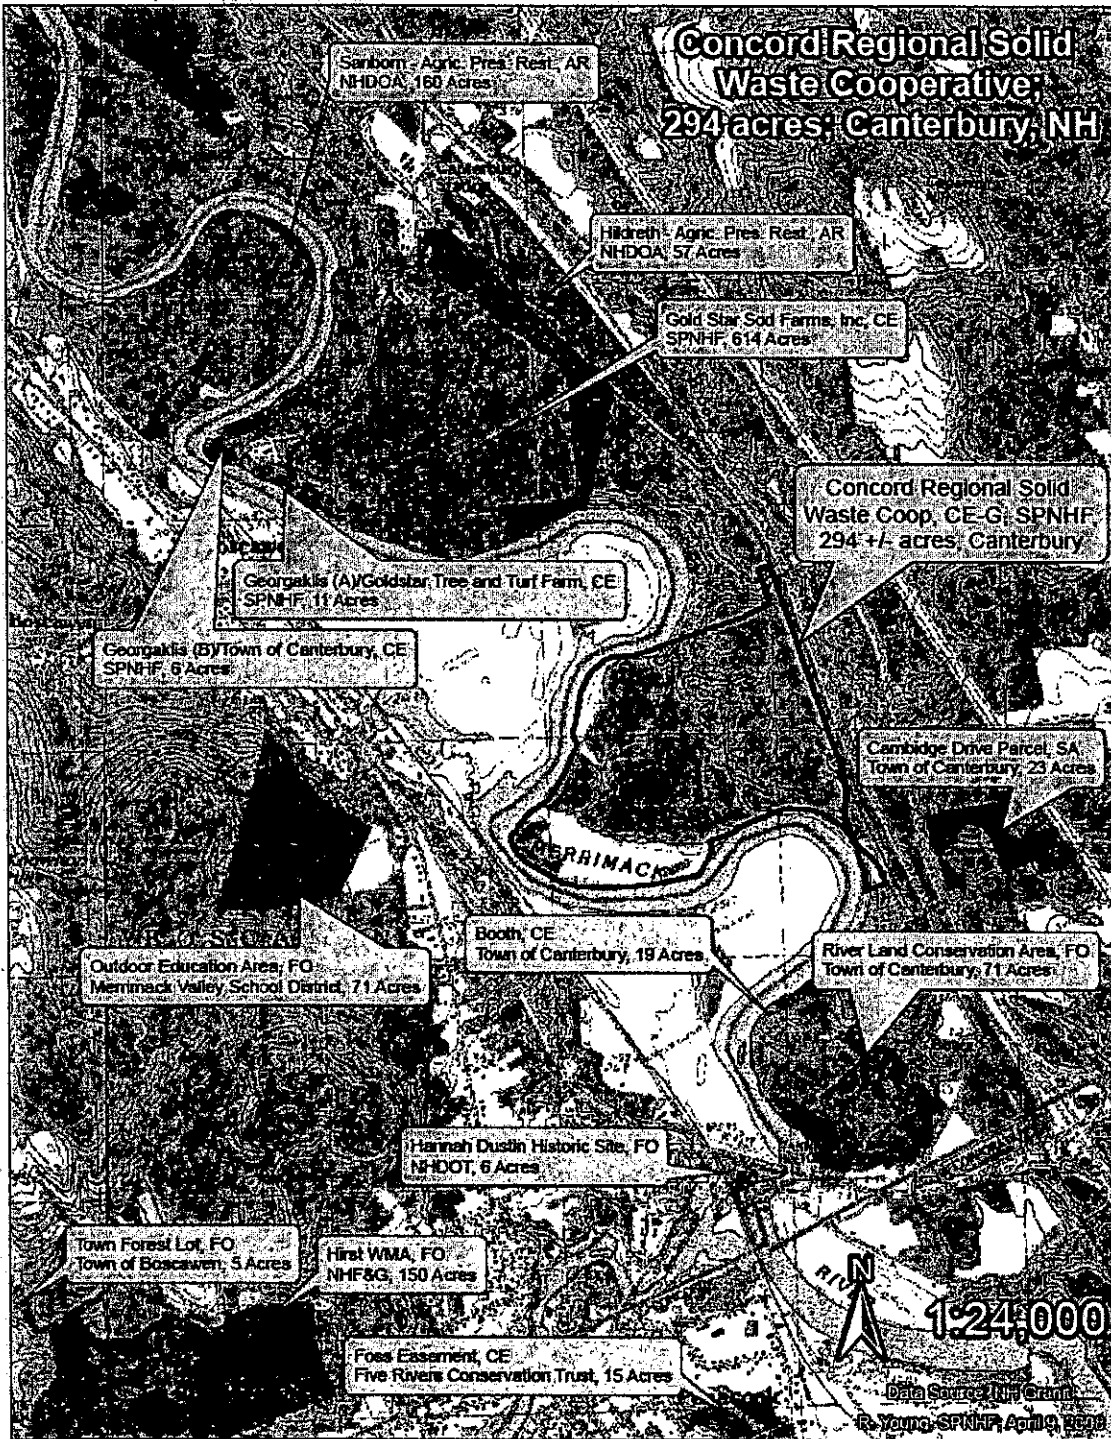 Concord Regional Solid
Waste Cooperative;
294 acres; Canterbury, NH
Sanborn - Agric. Pres. Rest., AR
NHDOA, 160 Acres
Hildreth - Agric. Pres. Rest., AR
NHDOA, 57 Acres
Gold Star Sod Farms, Inc, CE
SPNHF, 614 Acres
Concord Regional Solid
Waste Coop, CE-G; SPNHF
294 +/- acres, Canterbury
Georgaklis (A)/Goldstar Tree and Turf Farm, CE
SPNHF, 11 Acres
Georgaklis (B)/Town of Canterbury, CE
SPNHF, 6 Acres
Cambidge Drive Parcel, SA
Town of Canterbury, 23 Acres
MERRIMACK
Booth, CE
Town of Canterbury, 19 Acres
River Land Conservation Area, FO
Town of Canterbury, 71 Acres
Outdoor Education Area, FO
Merrimack Valley School District, 71 Acres
Hannah Dustin Historic Site, FO
NHDOT, 6 Acres
Town Forest Lot, FO
Town of Boscawen, 5 Acres
Hirst WMA, FO
NHF&G, 150 Acres
N
1:24,000
Foss Easement, CE
Five Rivers Conservation Trust, 15 Acres
Data Source: NH Granit
R. Young, SPNHF, April 9,